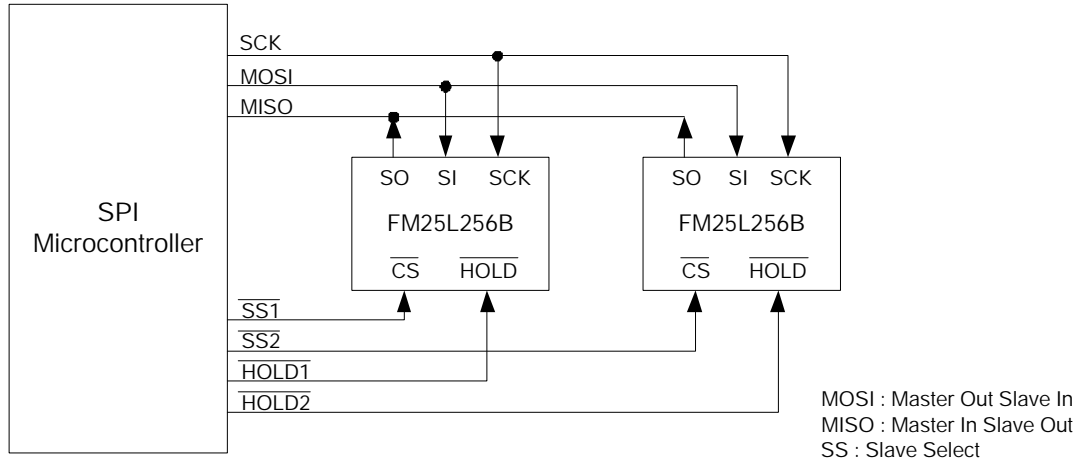 SCK
MOSI
MISO
SO SI SCK
FM25L256B
CS HOLD
SO SI SCK
FM25L256B
CS HOLD
SPI
Microcontroller
SS1
SS2
HOLD1
HOLD2
MOSI : Master Out Slave In
MISO : Master In Slave Out
SS : Slave Select